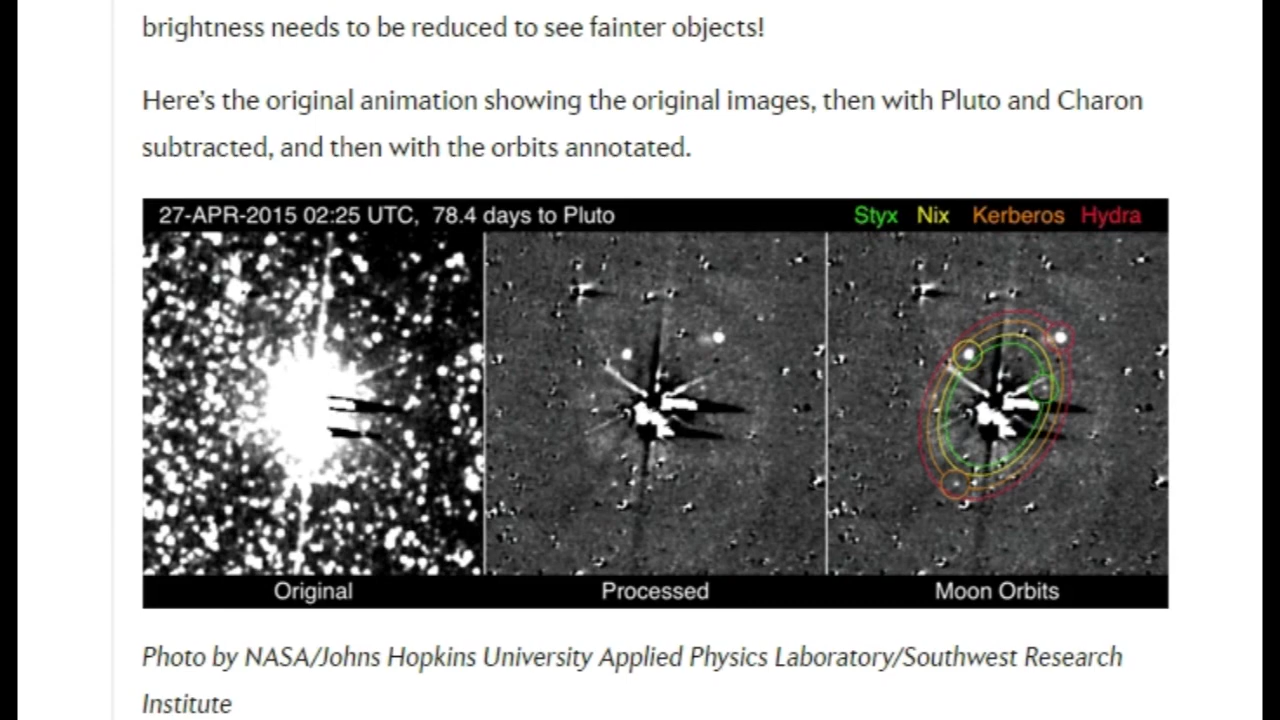 brightness needs to be reduced to see fainter objects!
Here’s the original animation showing the original images, then with Pluto and Charon
subtracted, and then with the orbits annotated.
27-APR-2015 02:25 UTC, 78.4 days to Pluto Styx Nix Kerberos Hydra
Original Processed Moon Orbits
Photo by NASA/Johns Hopkins University Applied Physics Laboratory/Southwest Research
Institute